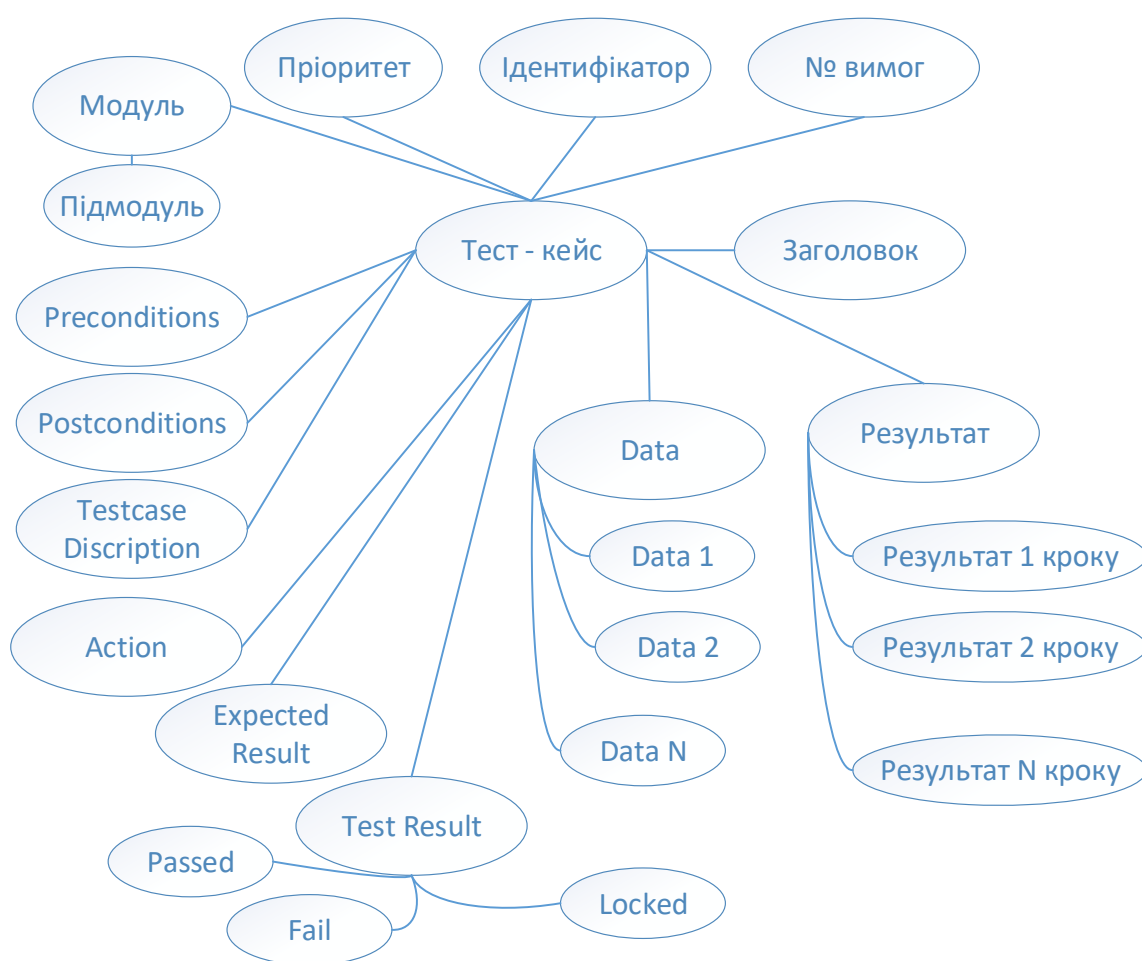 Пріоритет
Ідентифікатор
№ вимог
Модуль
Підмодуль
Тест - кейс
Заголовок
Preconditions
Postconditions
Data
Результат
Testcase
Discription
Data 1
Результат 1 кроку
Action
Data 2
Результат 2 кроку
Expected
Result
Data N
Результат N кроку
Test Result
Passed
Locked
Fail